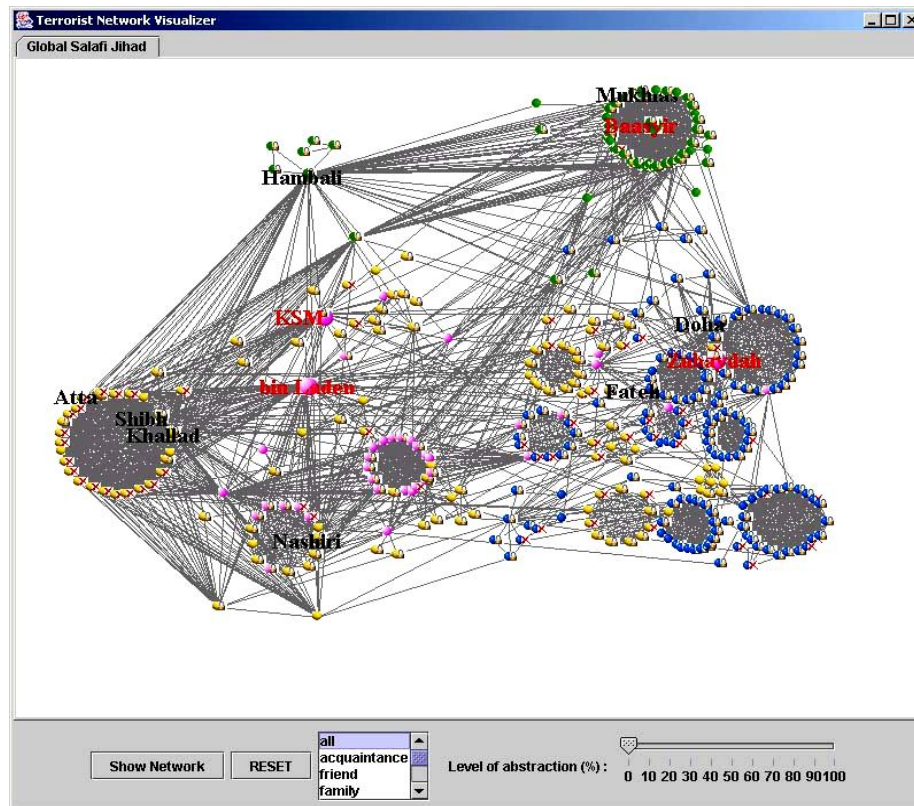 Terrorist Network Visualizer
Global Salafi Jihad
Mukhlas
Baasyir
Hambali
KSM
Doha
Zubaydah
bin Laden
Fateh
Atta
Shibh
Khallad
Nashiri
all
acquaintance
friend
family
Show Network
RESET
Level of abstraction (%) :
0 10 20 30 40 50 60 70 80 90100